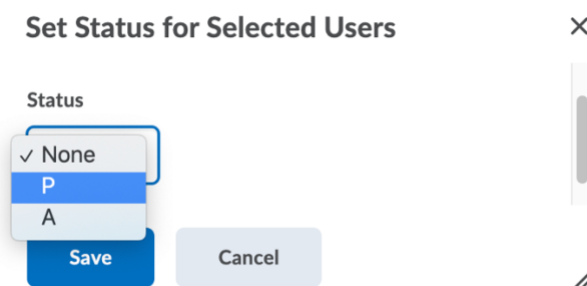 Set Status for Selected Users
Status
None
P
A
Save Cancel